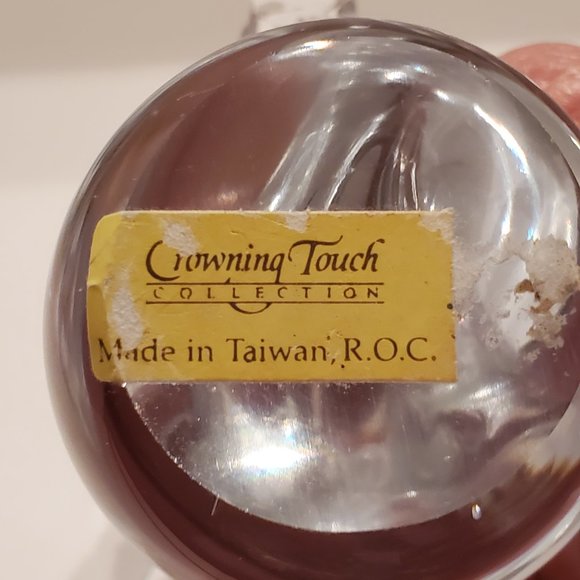 Crowning Touch
COLLECTION
Made in Taiwan, R.O.C.